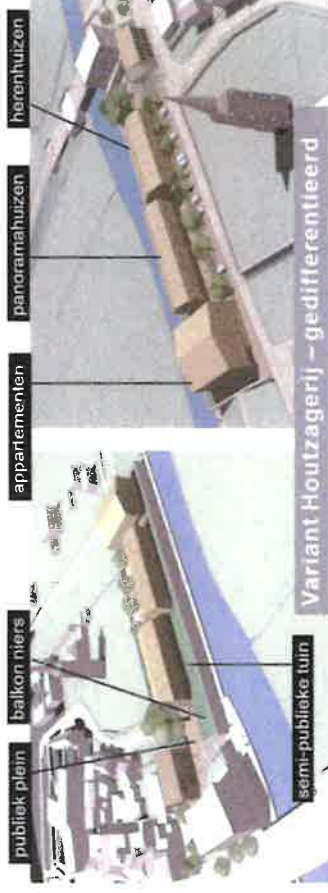 publiek plein
balkon niers
appartementen
panoramahuizen
herenhuizen
semi-publieke tuin
Variant Houtzagerij – gedifferentieerd